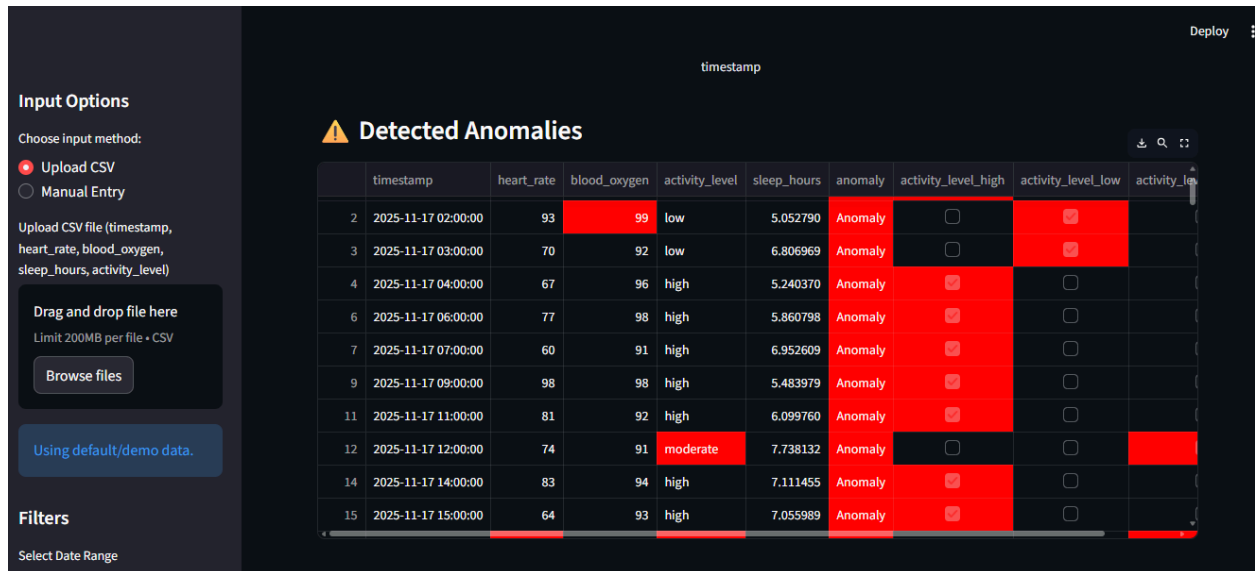 Deploy
timestamp
Input Options
Choose input method:
Upload CSV
Manual Entry
Upload CSV file (timestamp,
heart_rate, blood_oxygen,
sleep_hours, activity_level)
Drag and drop file here
Limit 200MB per file • CSV
Browse files
Using default/demo data.
Filters
Select Date Range
Detected Anomalies
timestamp heart_rate blood_oxygen activity_level sleep_hours anomaly activity_level_high activity_level_low
2 2025-11-17 02:00:00 93 99 low 5.052790 Anomaly
3 2025-11-17 03:00:00 70 92 low 6.806969 Anomaly
4 2025-11-17 04:00:00 67 96 high 5.240370 Anomaly
6 2025-11-17 06:00:00 77 98 high 5.860798 Anomaly
7 2025-11-17 07:00:00 60 91 high 6.952609 Anomaly
9 2025-11-17 09:00:00 98 98 high 5.483979 Anomaly
11 2025-11-17 11:00:00 81 92 high 6.099760 Anomaly
12 2025-11-17 12:00:00 74 91 moderate 7.738132 Anomaly
14 2025-11-17 14:00:00 83 94 high 7.111455 Anomaly
15 2025-11-17 15:00:00 64 93 high 7.055989 Anomaly